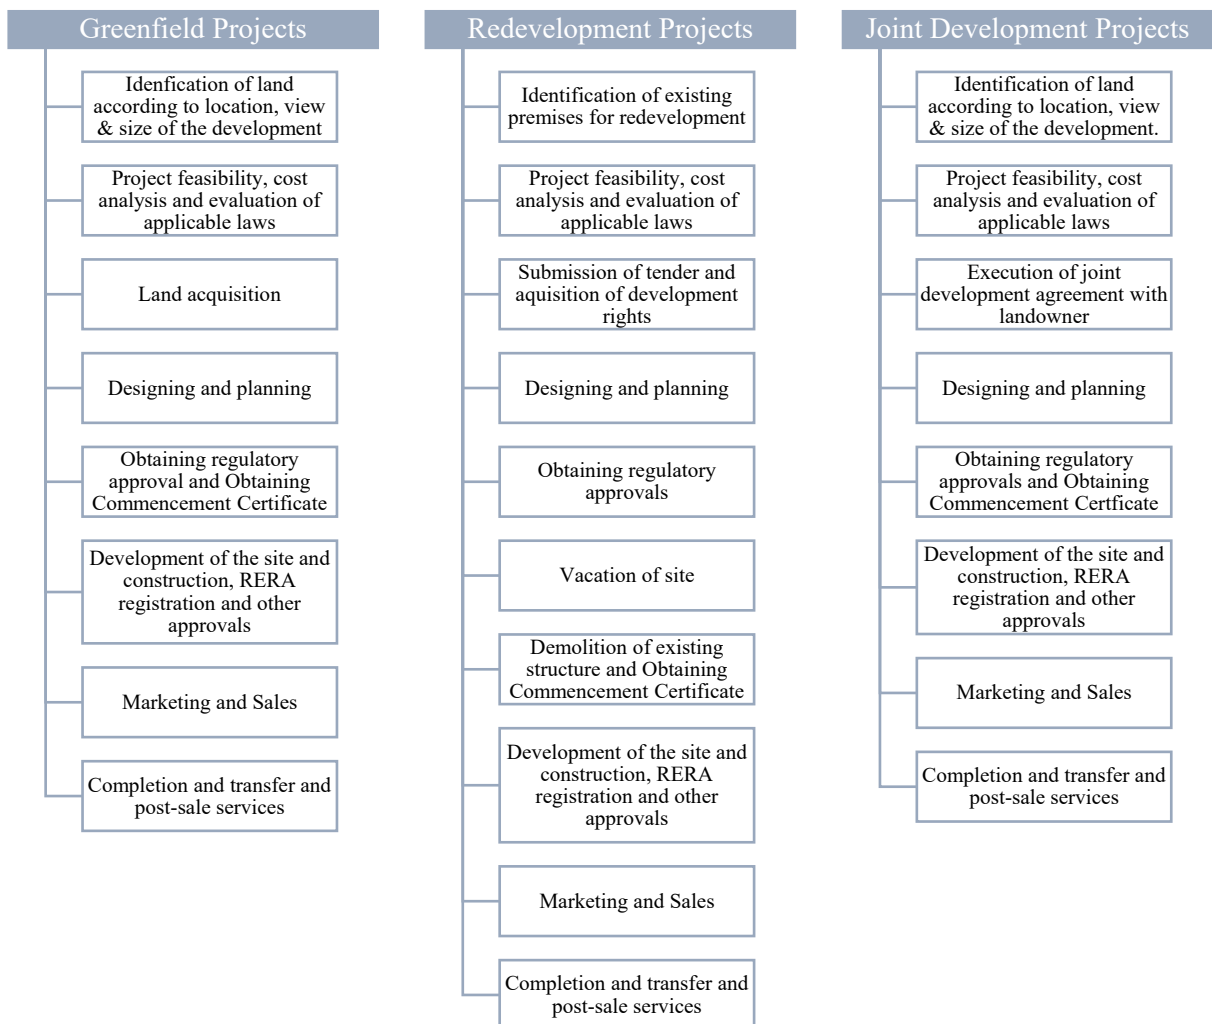 Greenfield Projects
Idenfication of land
according to location, view
& size of the development
Project feasibility, cost
analysis and evaluation of
applicable laws
Land acquisition
Designing and planning
Obtaining regulatory
approval and Obtaining
Commencement Certificate
Development of the site and
construction, RERA
registration and other
approvals
Marketing and Sales
Completion and transfer and
post-sale services
Redevelopment Projects
Identification of existing
premises for redevelopment
Project feasibility, cost
analysis and evaluation of
applicable laws
Submission of tender and
aquisition of development
rights
Designing and planning
Obtaining regulatory
approvals
Vacation of site
Demolition of existing
structure and Obtaining
Commencement Certificate
Development of the site and
construction, RERA
registration and other
approvals
Marketing and Sales
Completion and transfer and
post-sale services
Joint Development Projects
Identification of land
according to location, view
& size of the development.
Project feasibility, cost
analysis and evaluation of
applicable laws
Execution of joint
development agreement with
landowner
Designing and planning
Obtaining regulatory
approvals and Obtaining
Commencement Certficate
Development of the site and
construction, RERA
registration and other
approvals
Marketing and Sales
Completion and transfer and
post-sale services